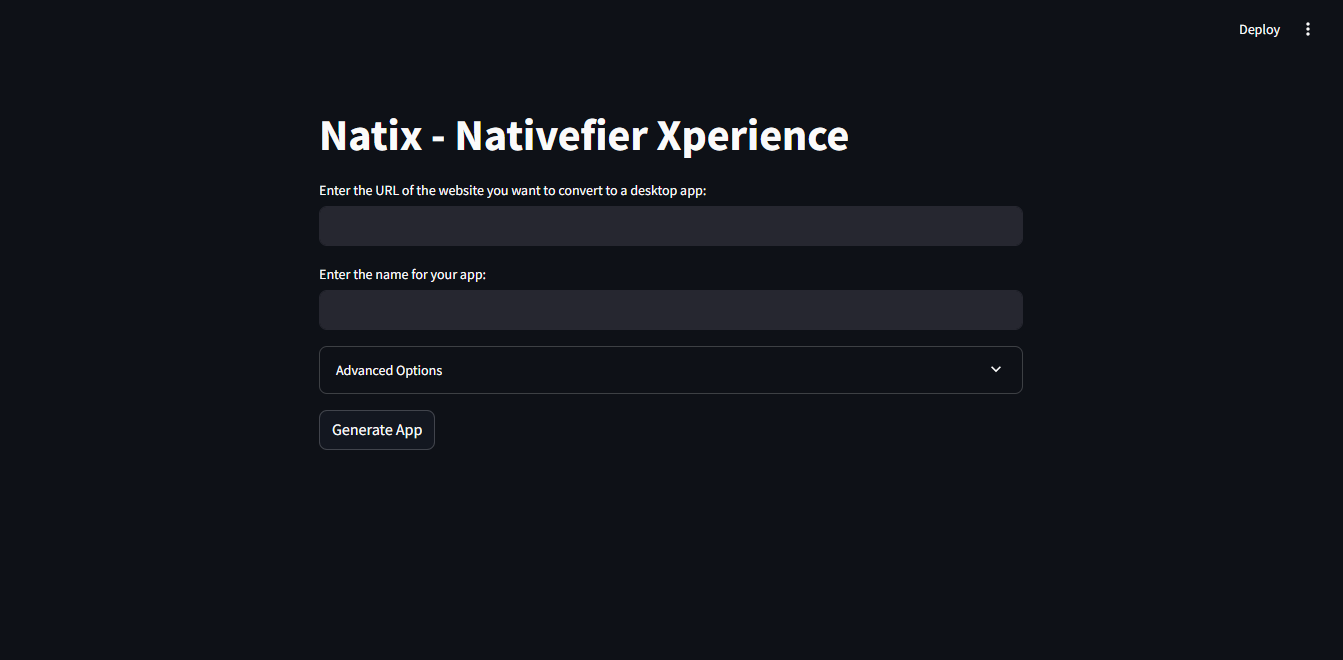 Deploy
Natix - Nativefier Xperience
Enter the URL of the website you want to convert to a desktop app:
Enter the name for your app:
Advanced Options
Generate App